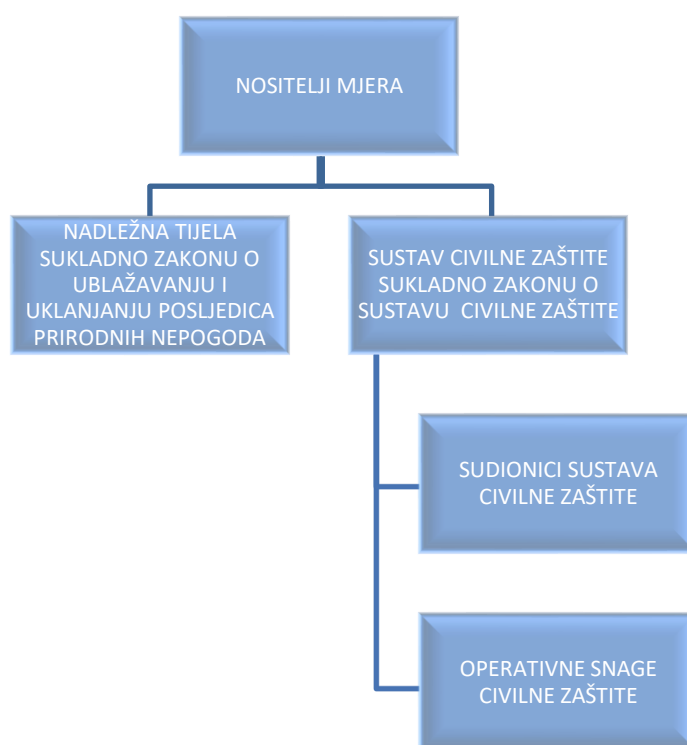 NOSITELJI MJERA
NADLEŽNA TIJELA
SUKLADNO ZAKONU O
UBLAŽAVANJU I
UKLANJANJU POSLJEDICA
PRIRODNIH NEPOGODA
SUSTAV CIVILNE ZAŠTITE
SUKLADNO ZAKONU O
SUSTAVU CIVILNE ZAŠTITE
SUDIONICI SUSTAVA
CIVILNE ZAŠTITE
OPERATIVNE SNAGE
CIVILNE ZAŠTITE